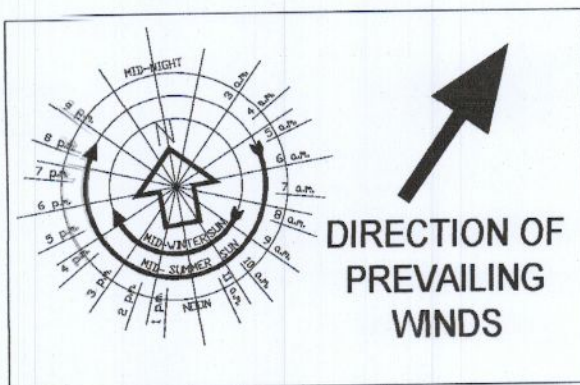 MID-NIGHT
3 a.m.
4 a.m.
5 a.m.
6 a.m.
7 a.m.
8 a.m.
9 a.m.
10 a.m.
11 a.m.
NOON
1 p.m.
2 p.m.
3 p.m.
4 p.m.
5 p.m.
6 p.m.
7 p.m.
8 p.m.
9 p.m.
N
MID-WINTER SUN
MID-SUMMER SUN
DIRECTION OF
PREVAILING
WINDS